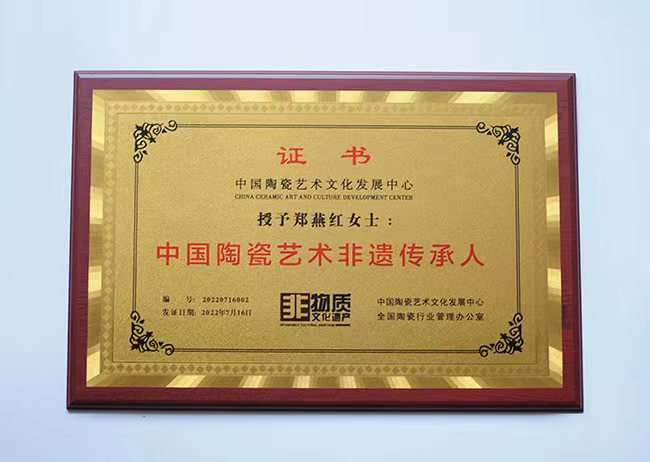 证 书
中国陶瓷艺术文化发展中心
CHINA CERAMIC ART AND CULTURE DEVELOPMENT CENTER
授予郑燕红女士：
中国陶瓷艺术非遗传承人
编 号: 20220716002
发证日期: 2022年7月16日
非物质
文化遗产
INTANGIBLE CULTURAL HERITAGE
中国陶瓷艺术文化发展中心
全国陶瓷行业管理办公室